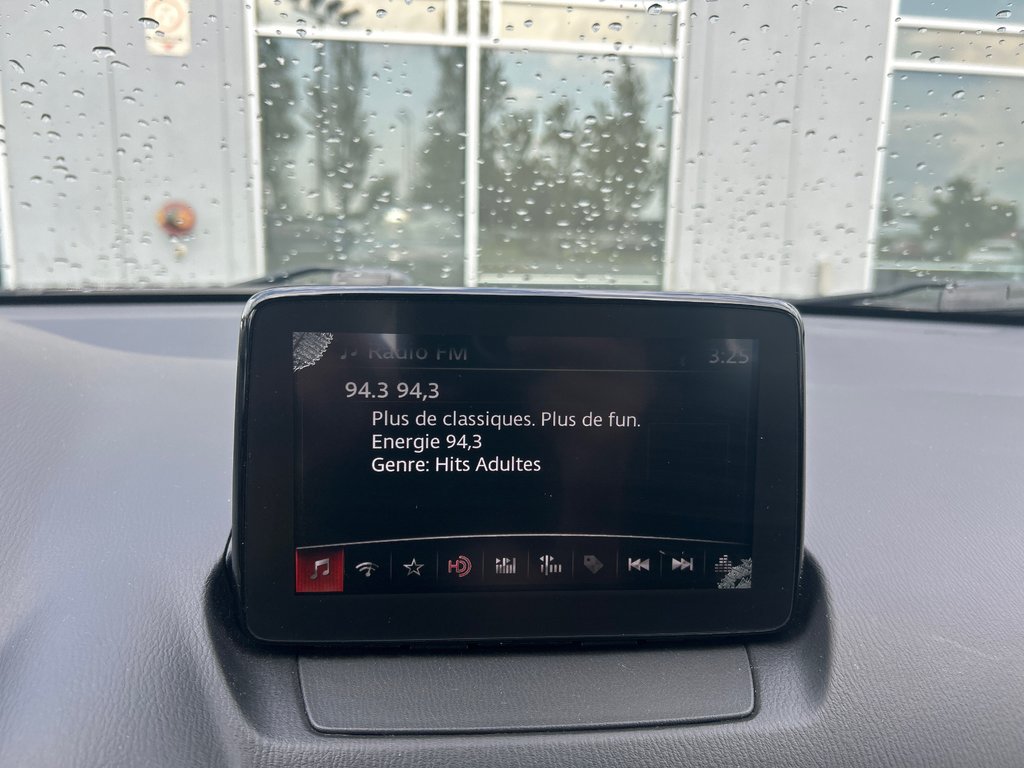 Radio FM 3:25
94.3 94,3
Plus de classiques. Plus de fun.
Energie 94,3
Genre: Hits Adultes
HD